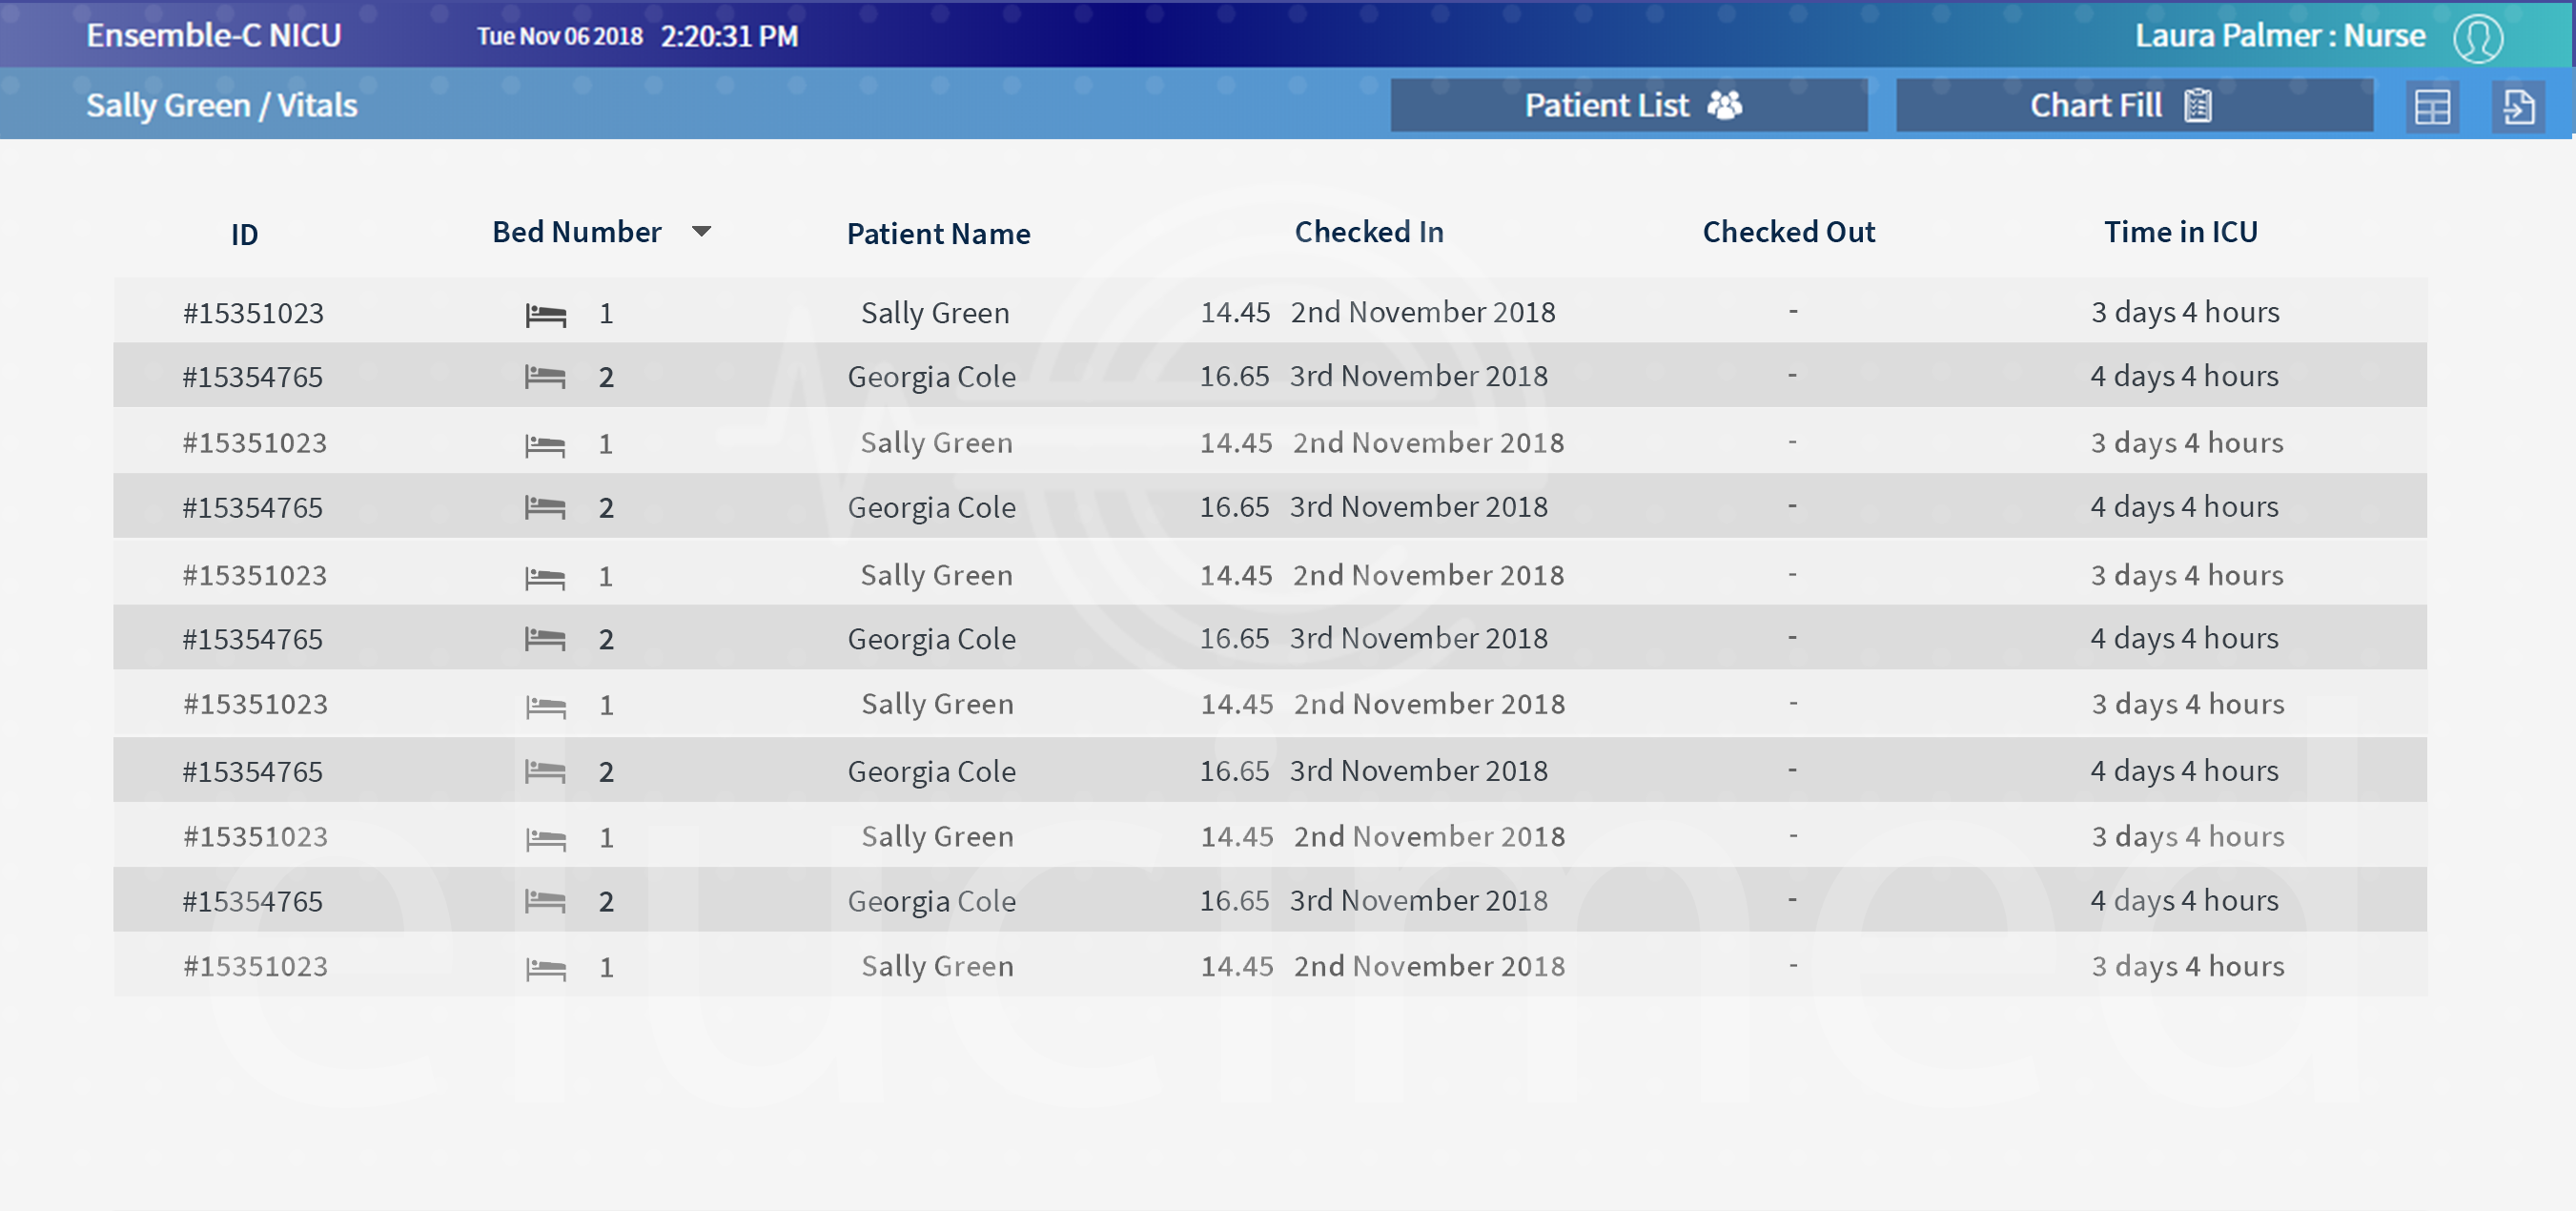 Ensemble-C NICU Tue Nov 06 2018 2:20:31 PM Laura Palmer : Nurse
Sally Green / Vitals Patient List Chart Fill
ID Bed Number Patient Name Checked In Checked Out Time in ICU
#15351023 1 Sally Green 14.45 2nd November 2018 - 3 days 4 hours
#15354765 2 Georgia Cole 16.65 3rd November 2018 - 4 days 4 hours
#15351023 1 Sally Green 14.45 2nd November 2018 - 3 days 4 hours
#15354765 2 Georgia Cole 16.65 3rd November 2018 - 4 days 4 hours
#15351023 1 Sally Green 14.45 2nd November 2018 - 3 days 4 hours
#15354765 2 Georgia Cole 16.65 3rd November 2018 - 4 days 4 hours
#15351023 1 Sally Green 14.45 2nd November 2018 - 3 days 4 hours
#15354765 2 Georgia Cole 16.65 3rd November 2018 - 4 days 4 hours
#15351023 1 Sally Green 14.45 2nd November 2018 - 3 days 4 hours
#15354765 2 Georgia Cole 16.65 3rd November 2018 - 4 days 4 hours
#15351023 1 Sally Green 14.45 2nd November 2018 - 3 days 4 hours
elucimed